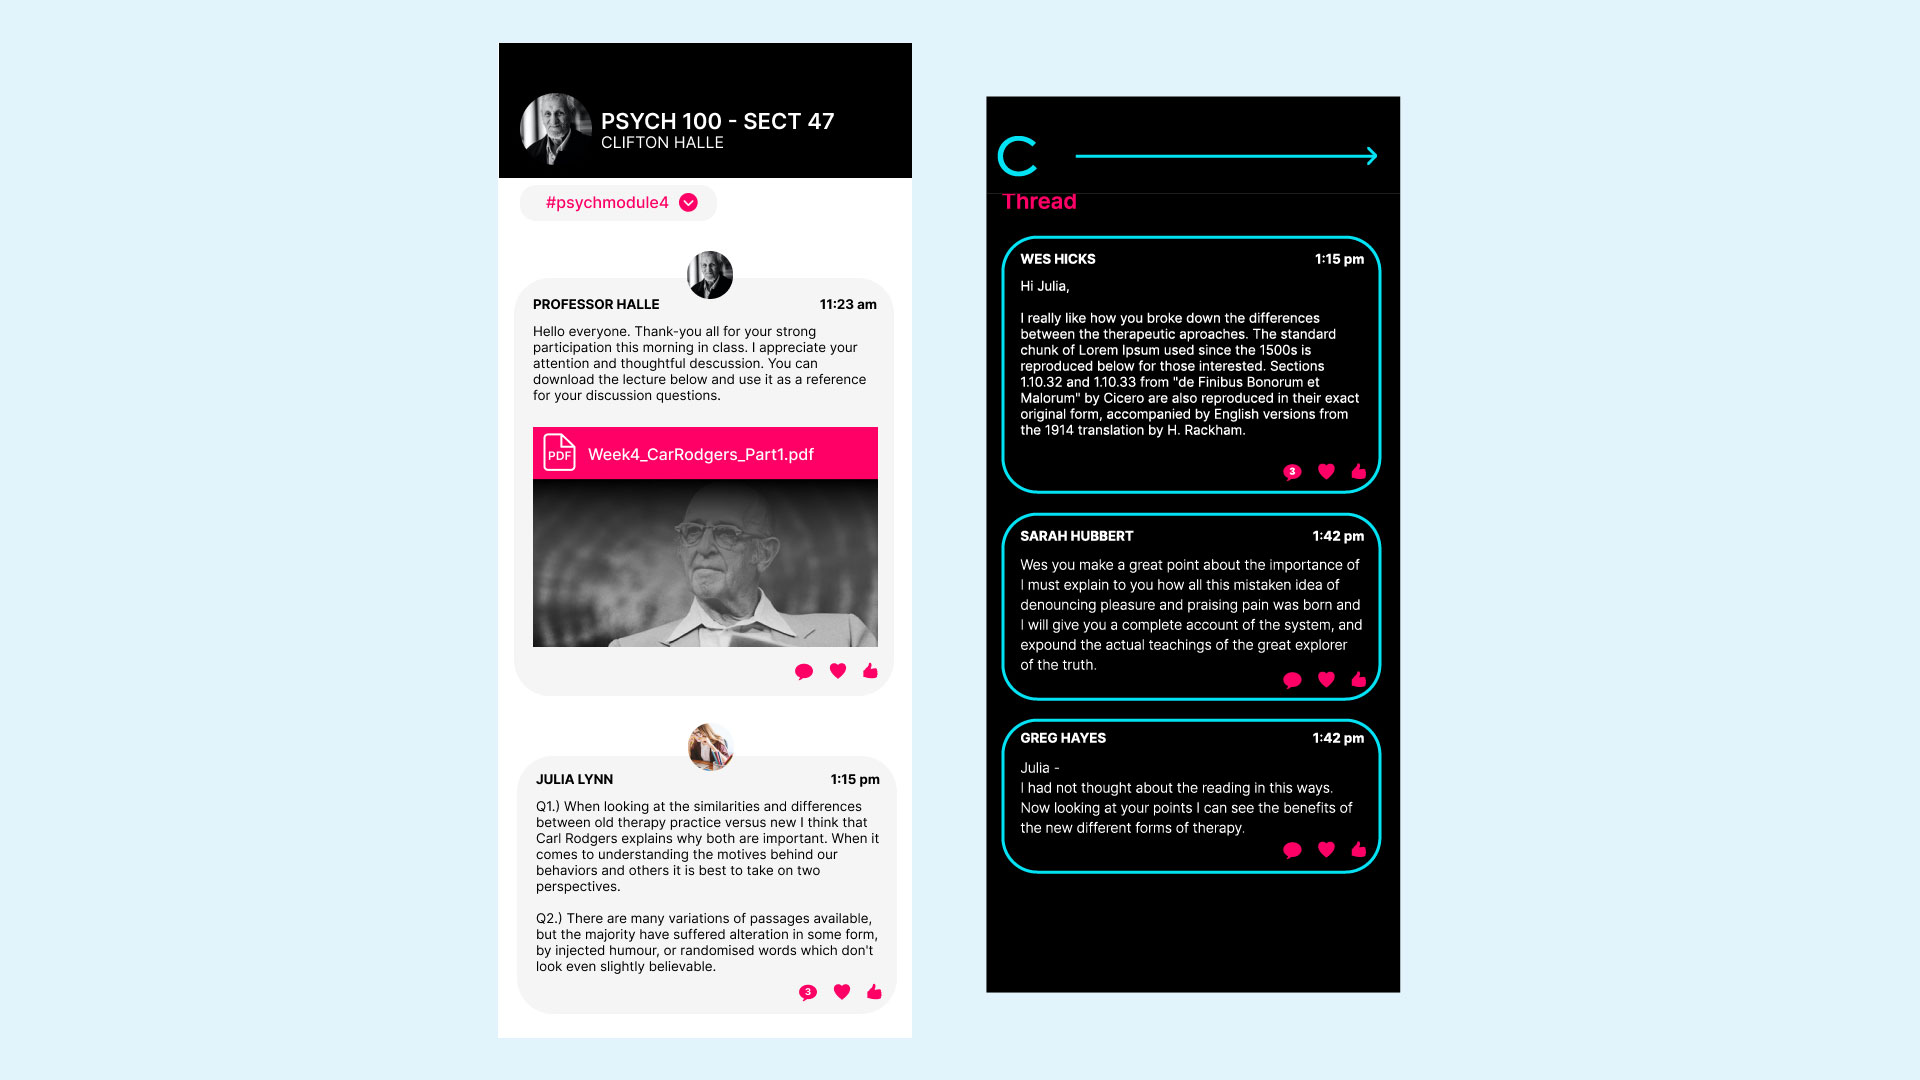 PSYCH 100 - SECT 47
CLIFTON HALLE
#psychmodule4
PROFESSOR HALLE 11:23 am
Hello everyone. Thank-you all for your strong
participation this morning in class. I appreciate your
attention and thoughtful descussion. You can
download the lecture below and use it as a reference
for your discussion questions.
PDF Week4_CarRodgers_Part1.pdf
JULIA LYNN 1:15 pm
Q1.) When looking at the similarities and differences
between old therapy practice versus new I think that
Carl Rodgers explains why both are important. When it
comes to understanding the motives behind our
behaviors and others it is best to take on two
perspectives.
Q2.) There are many variations of passages available,
but the majority have suffered alteration in some form,
by injected humour, or randomised words which don't
look even slightly believable.
3
C
Thread
WES HICKS 1:15 pm
Hi Julia,
I really like how you broke down the differences
between the therapeutic aproaches. The standard
chunk of Lorem Ipsum used since the 1500s is
reproduced below for those interested. Sections
1.10.32 and 1.10.33 from "de Finibus Bonorum et
Malorum" by Cicero are also reproduced in their exact
original form, accompanied by English versions from
the 1914 translation by H. Rackham.
3
SARAH HUBBERT 1:42 pm
Wes you make a great point about the importance of
I must explain to you how all this mistaken idea of
denouncing pleasure and praising pain was born and
I will give you a complete account of the system, and
expound the actual teachings of the great explorer
of the truth.
GREG HAYES 1:42 pm
Julia -
I had not thought about the reading in this ways.
Now looking at your points I can see the benefits of
the new different forms of therapy.